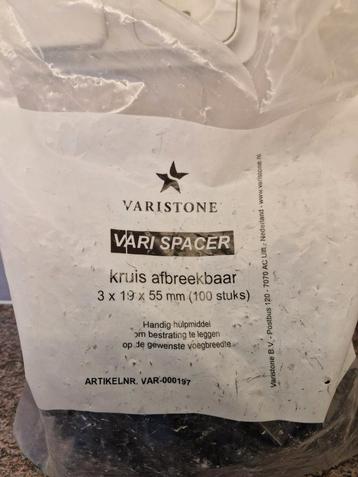 VARISTONE
VARI SPACER
kruis afbreekbaar
3 x 19 x 55 mm (100 stuks)
Handig hulpmiddel
om bestrating te leggen
op de gewenste voegbreedte
ARTIKELNR. VAR-000197
Varistone B.V. - Postbus 120 - 7070 AC Ulft - Nederland - www.varistone.nl